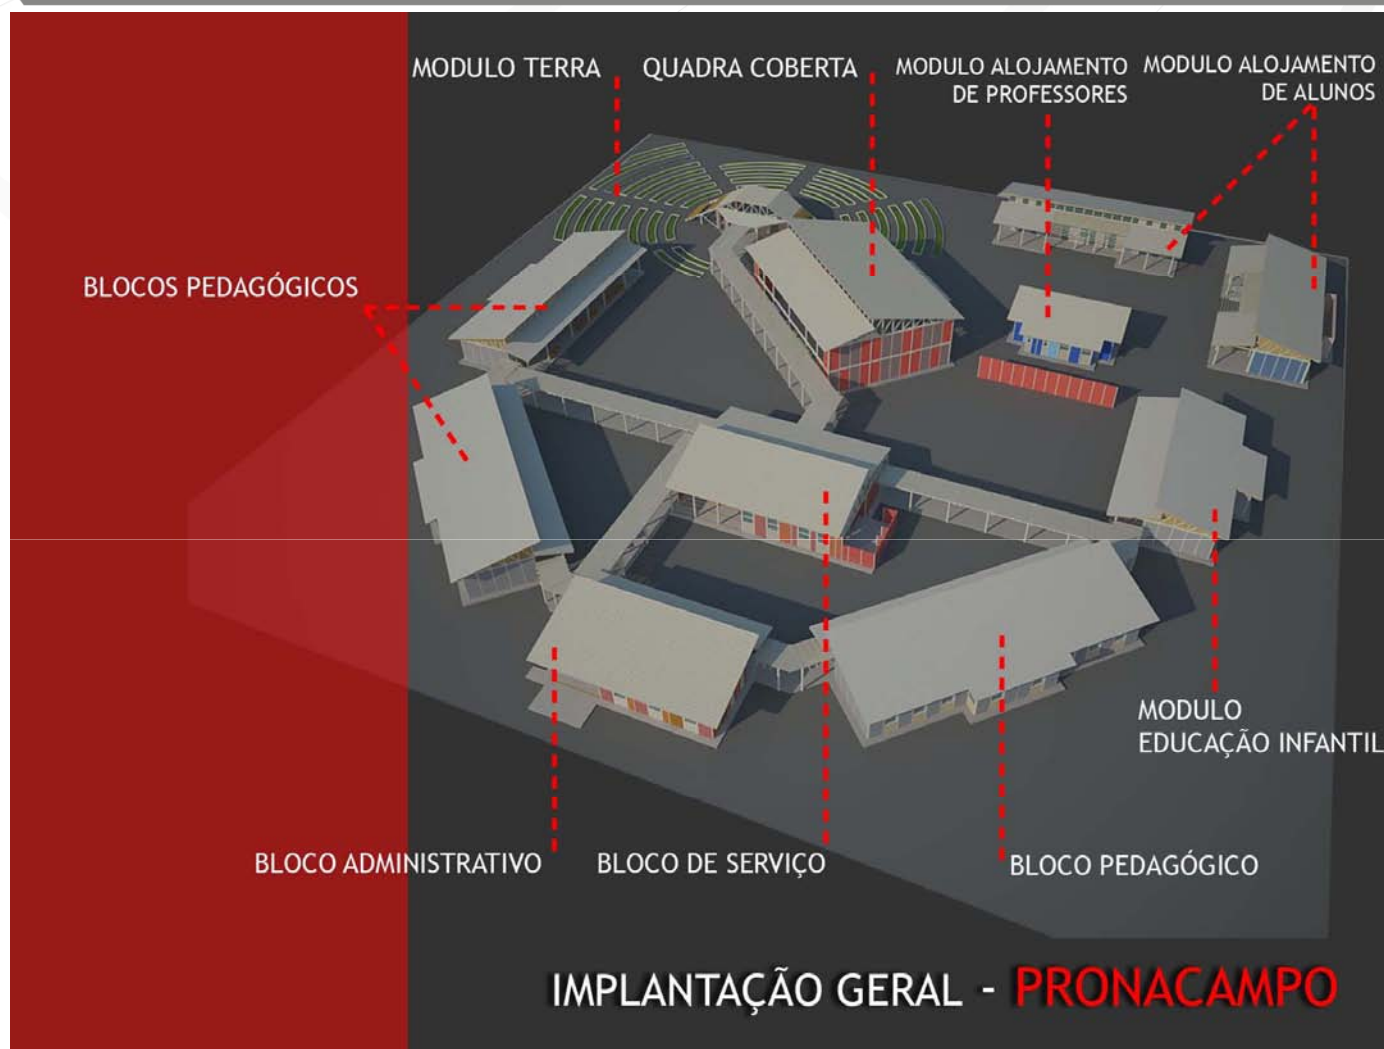 MODULO TERRA
QUADRA COBERTA
MODULO ALOJAMENTO
DE PROFESSORES
MODULO ALOJAMENTO
DE ALUNOS
BLOCOS PEDAGÓGICOS
MODULO
EDUCAÇÃO INFANTIL
BLOCO ADMINISTRATIVO
BLOCO DE SERVIÇO
BLOCO PEDAGÓGICO
IMPLANTAÇÃO GERAL - PRONACAMPO